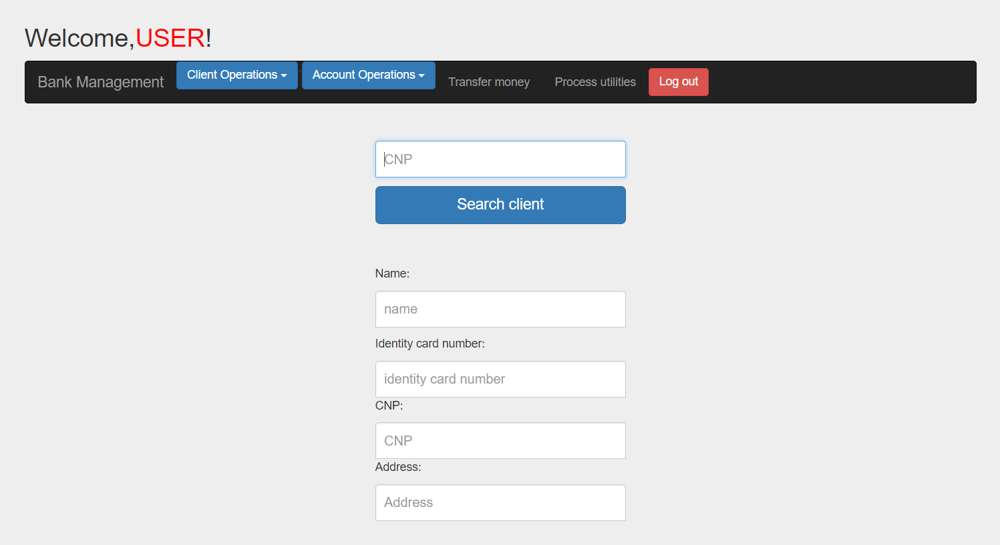 Welcome,USER!
Bank Management Client Operations Account Operations Transfer money Process utilities Log out
CNP
Search client
Name:
name
Identity card number:
identity card number
CNP:
CNP
Address:
Address